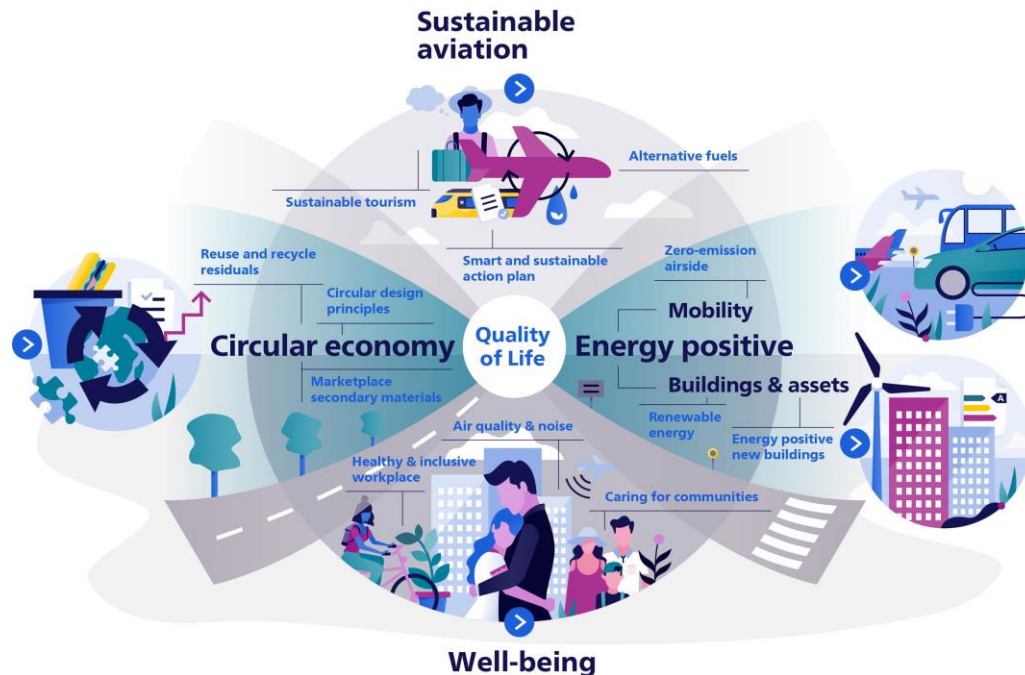 Sustainable
aviation
Alternative fuels
Sustainable tourism
Smart and sustainable
action plan
Reuse and recycle
residuals
Circular design
principles
Circular economy
Marketplace
secondary materials
Quality
of Life
Zero-emission
airside
Mobility
Energy positive
Buildings & assets
Renewable
energy
Energy positive
new buildings
A
Air quality & noise
Healthy & inclusive
workplace
Caring for communities
Well-being